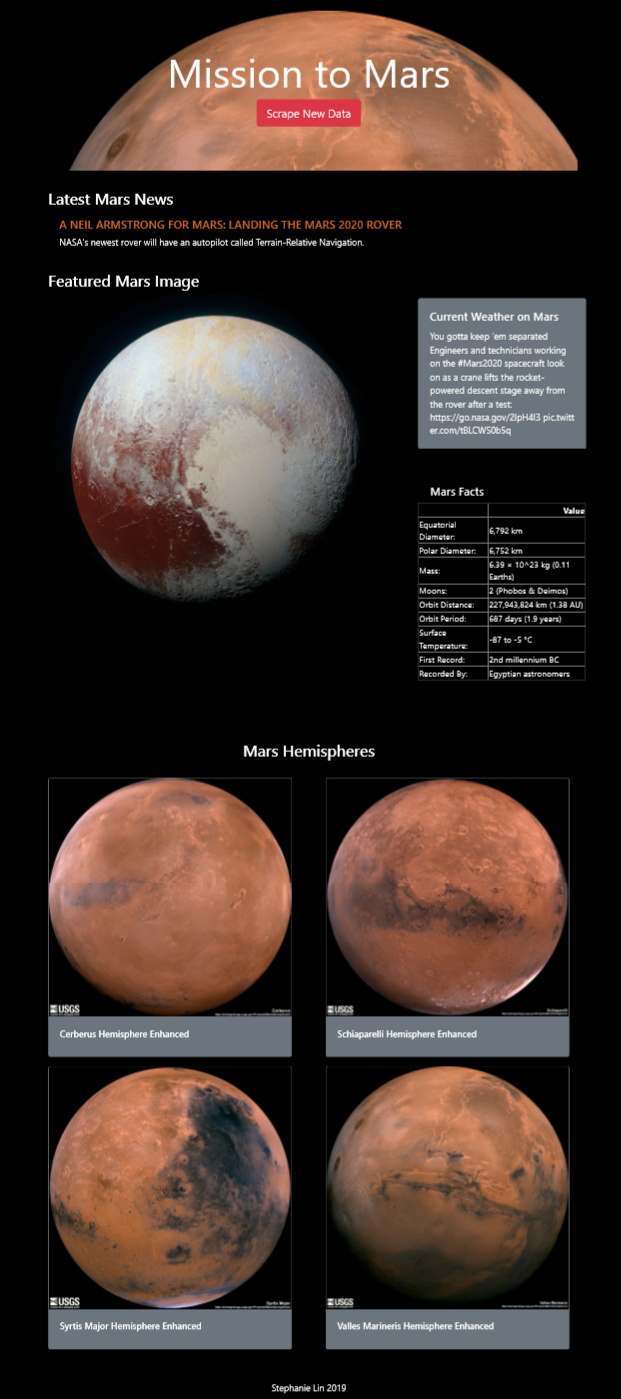 Mission to Mars
Scrape New Data
Latest Mars News
A NEIL ARMSTRONG FOR MARS: LANDING THE MARS 2020 ROVER
NASA's newest rover will have an autopilot called Terrain-Relative Navigation.
Featured Mars Image
Current Weather on Mars
You gotta keep 'em separated
Engineers and technicians working
on the #Mars2020 spacecraft look
on as a crane lifts the rocket-
powered descent stage away from
the rover after a test:
https://go.nasa.gov/2IpH4I3 pic.twitt
er.com/tBLCWS0b5q
Mars Facts
Value
Equatorial
Diameter: 6,792 km
Polar Diameter: 6,752 km
Mass: 6.39 × 10^23 kg (0.11
Earths)
Moons: 2 (Phobos & Deimos)
Orbit Distance: 227,943,824 km (1.38 AU)
Orbit Period: 687 days (1.9 years)
Surface
Temperature: -87 to -5 °C
First Record: 2nd millennium BC
Recorded By: Egyptian astronomers
Mars Hemispheres
USGS
Cerberus
Cerberus Hemisphere Enhanced
USGS
Schiaparelli
Schiaparelli Hemisphere Enhanced
USGS
Syrtis Major
Syrtis Major Hemisphere Enhanced
USGS
Valles Marineris
Valles Marineris Hemisphere Enhanced
Stephanie Lin 2019